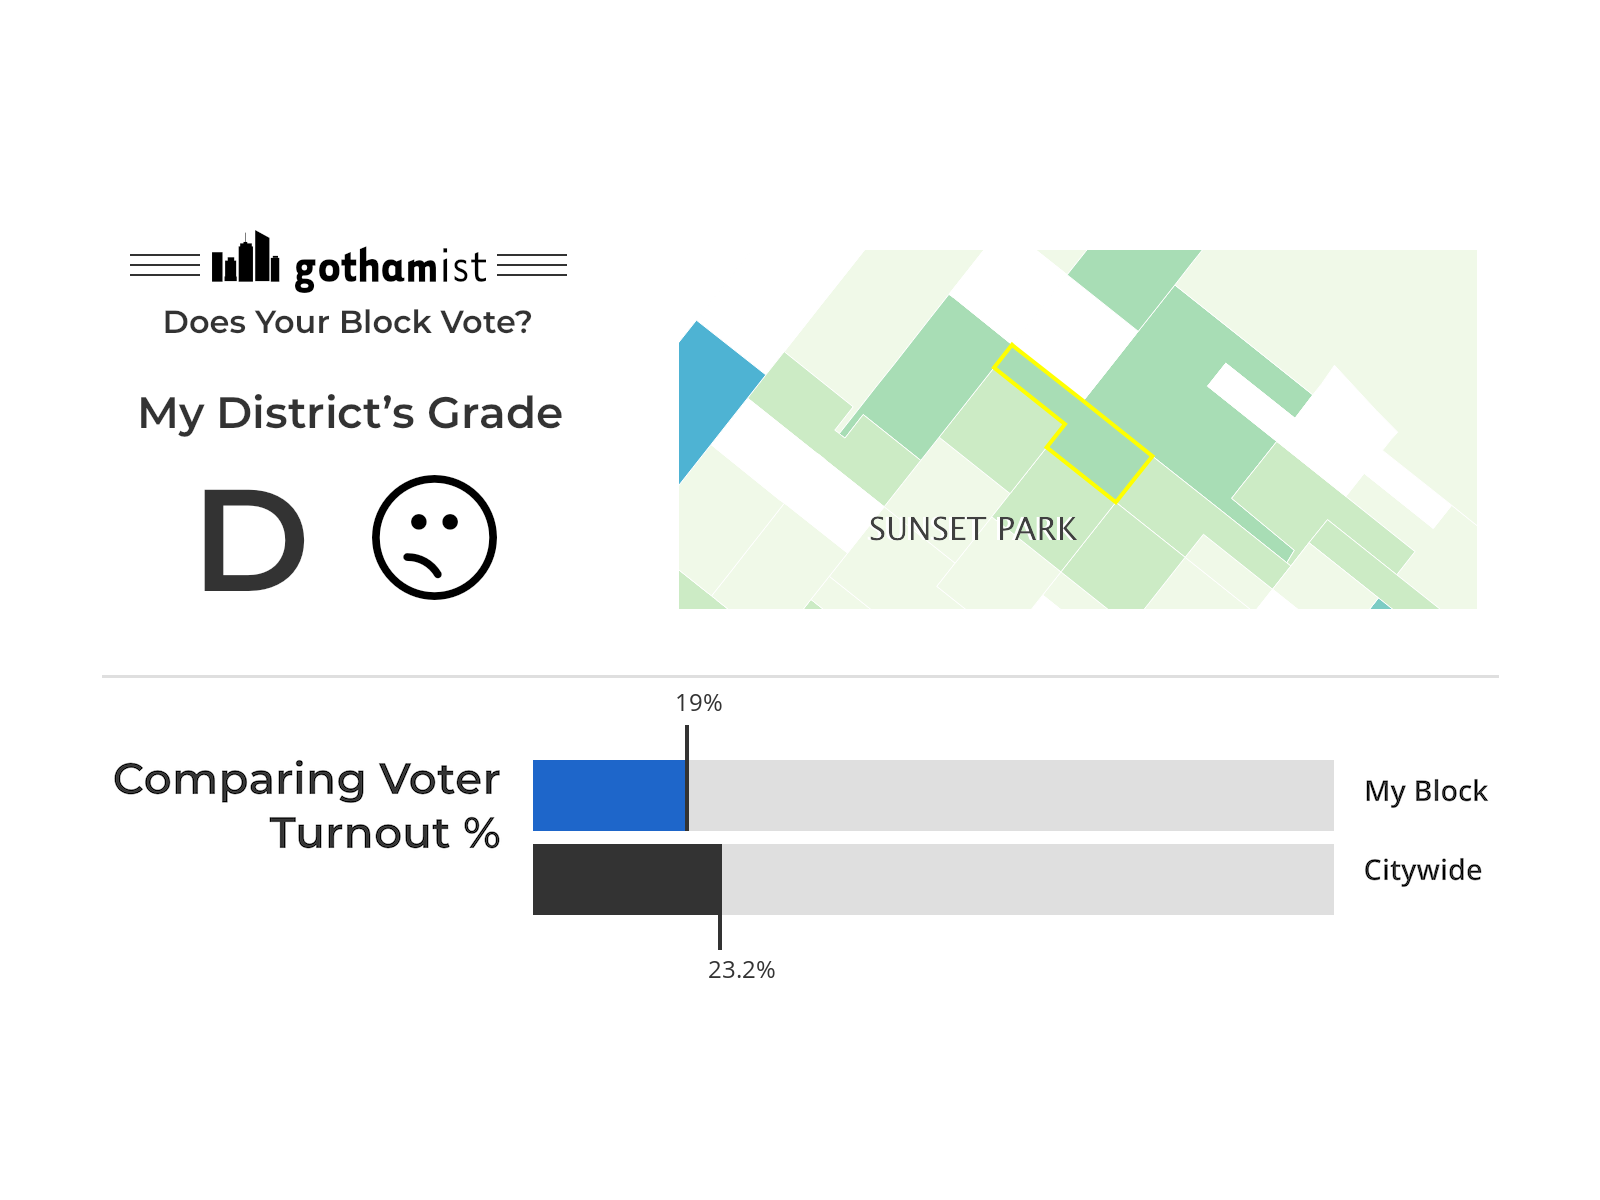 gothamist
Does Your Block Vote?
My District’s Grade
D
SUNSET PARK
19%
Comparing Voter
Turnout %
My Block
Citywide
23.2%